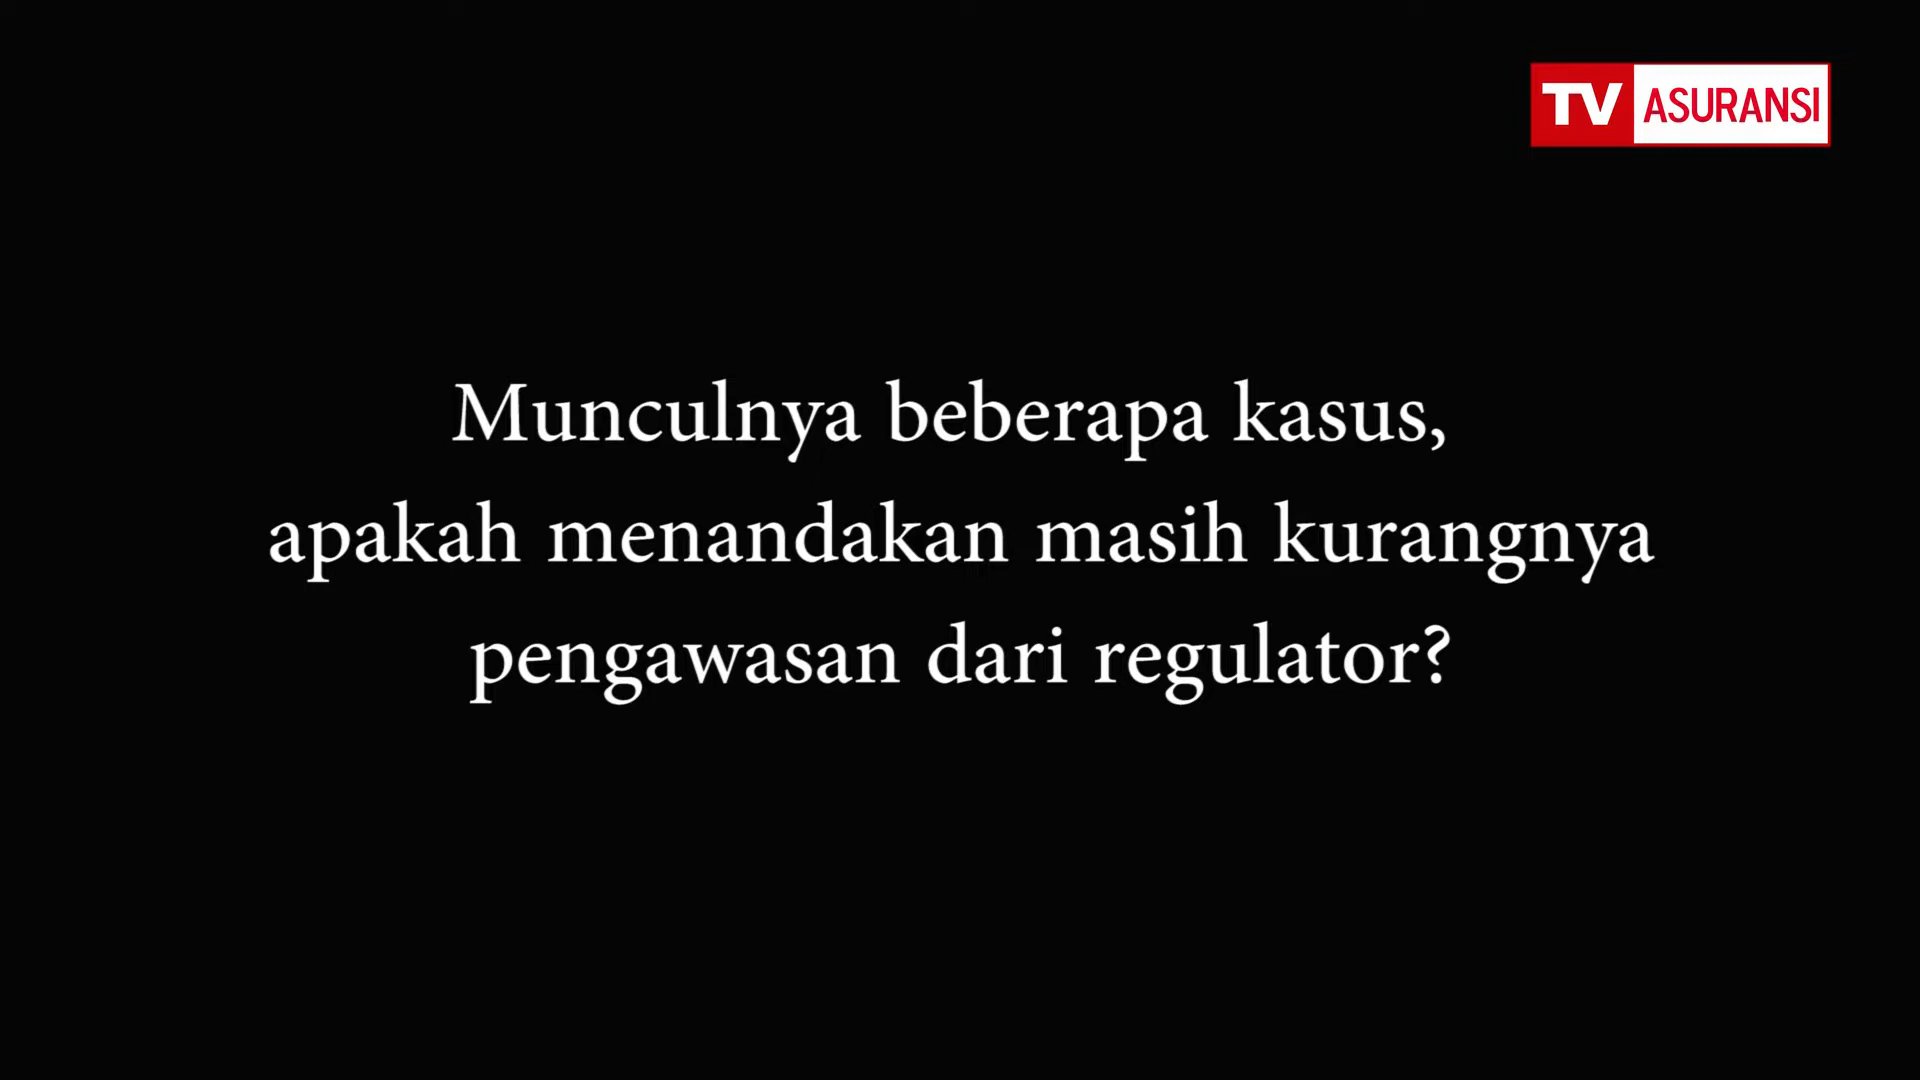 TV ASURANSI
Munculnya beberapa kasus,
apakah menandakan masih kurangnya
pengawasan dari regulator?